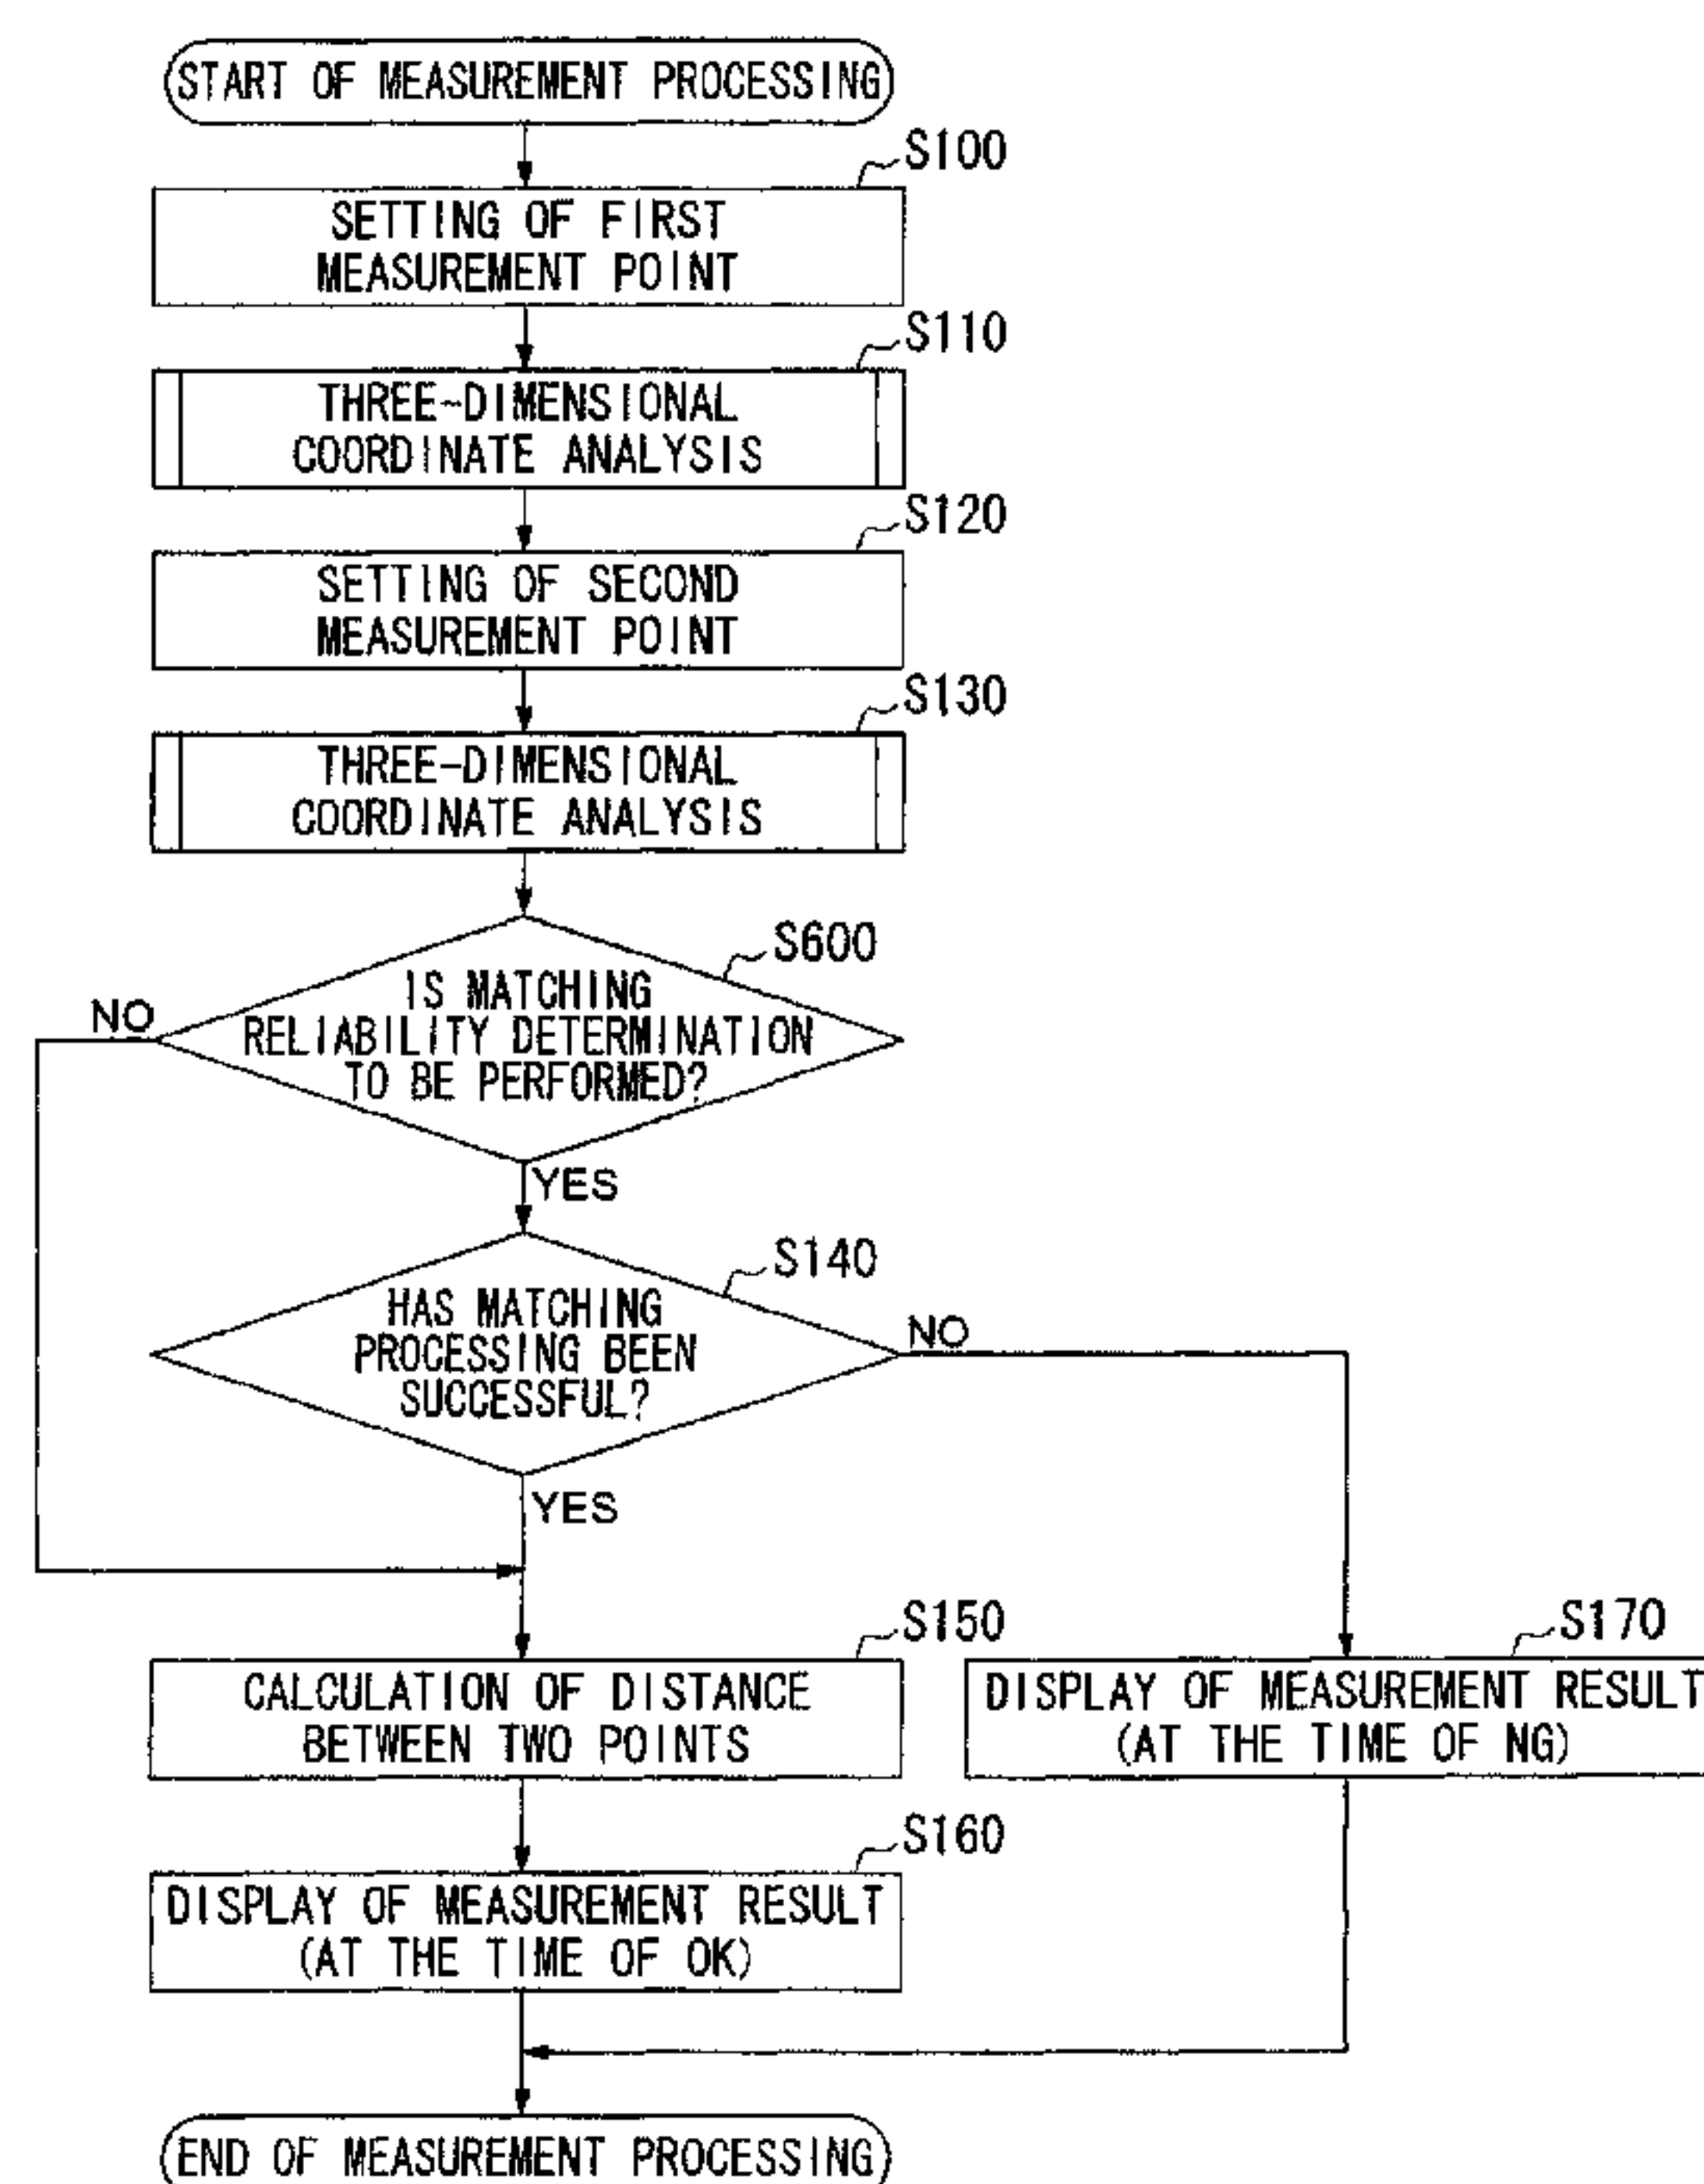 START OF MEASUREMENT PROCESSING
S100
SETTING OF FIRST
MEASUREMENT POINT
S110
THREE-DIMENSIONAL
COORDINATE ANALYSIS
S120
SETTING OF SECOND
MEASUREMENT POINT
S130
THREE-DIMENSIONAL
COORDINATE ANALYSIS
S600
IS MATCHING
RELIABILITY DETERMINATION
TO BE PERFORMED?
NO
YES
S140
HAS MATCHING
PROCESSING BEEN
SUCCESSFUL?
NO
YES
S150
CALCULATION OF DISTANCE
BETWEEN TWO POINTS
S170
DISPLAY OF MEASUREMENT RESULT
(AT THE TIME OF NG)
S160
DISPLAY OF MEASUREMENT RESULT
(AT THE TIME OF OK)
END OF MEASUREMENT PROCESSING